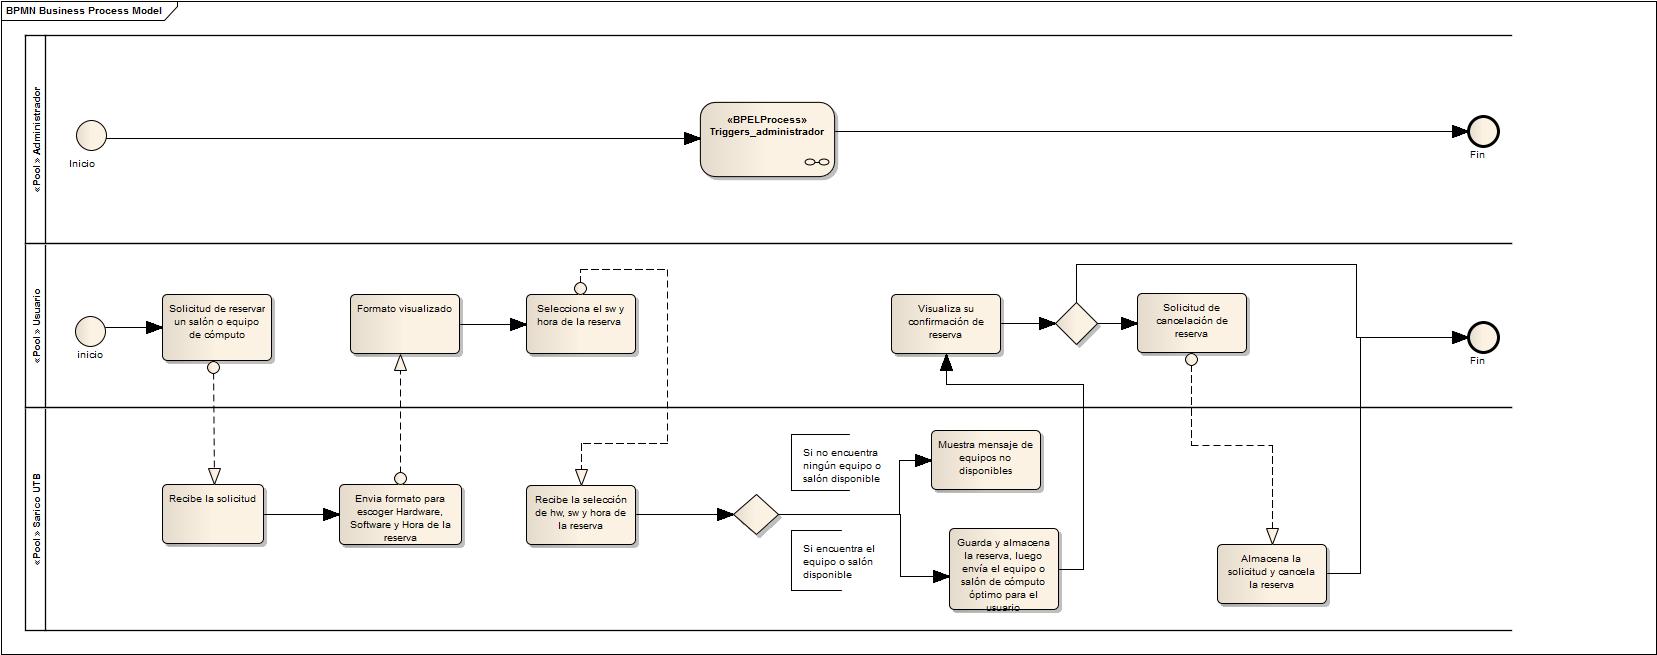 BPMN Business Process Model
«Pool» Administrador
Inicio
«BPELProcess»
Triggers_administrador
Fin
«Pool» Usuario
inicio
Solicitud de reservar
un salón o equipo
de cómputo
Formato visualizado
Selecciona el sw y
hora de la reserva
Visualiza su
confirmación de
reserva
Solicitud de
cancelación de
reserva
Fin
«Pool» Sarico UTB
Recibe la solicitud
Envia formato para
escoger Hardware,
Software y Hora de la
reserva
Recibe la selección
de hw, sw y hora de
la reserva
Si no encuentra
ningún equipo o
salón disponible
Si encuentra el
equipo o salón
disponible
Muestra mensaje de
equipos no
disponibles
Guarda y almacena
la reserva, luego
envía el equipo o
salón de cómputo
óptimo para el
usuario
Almacena la
solicitud y cancela
la reserva